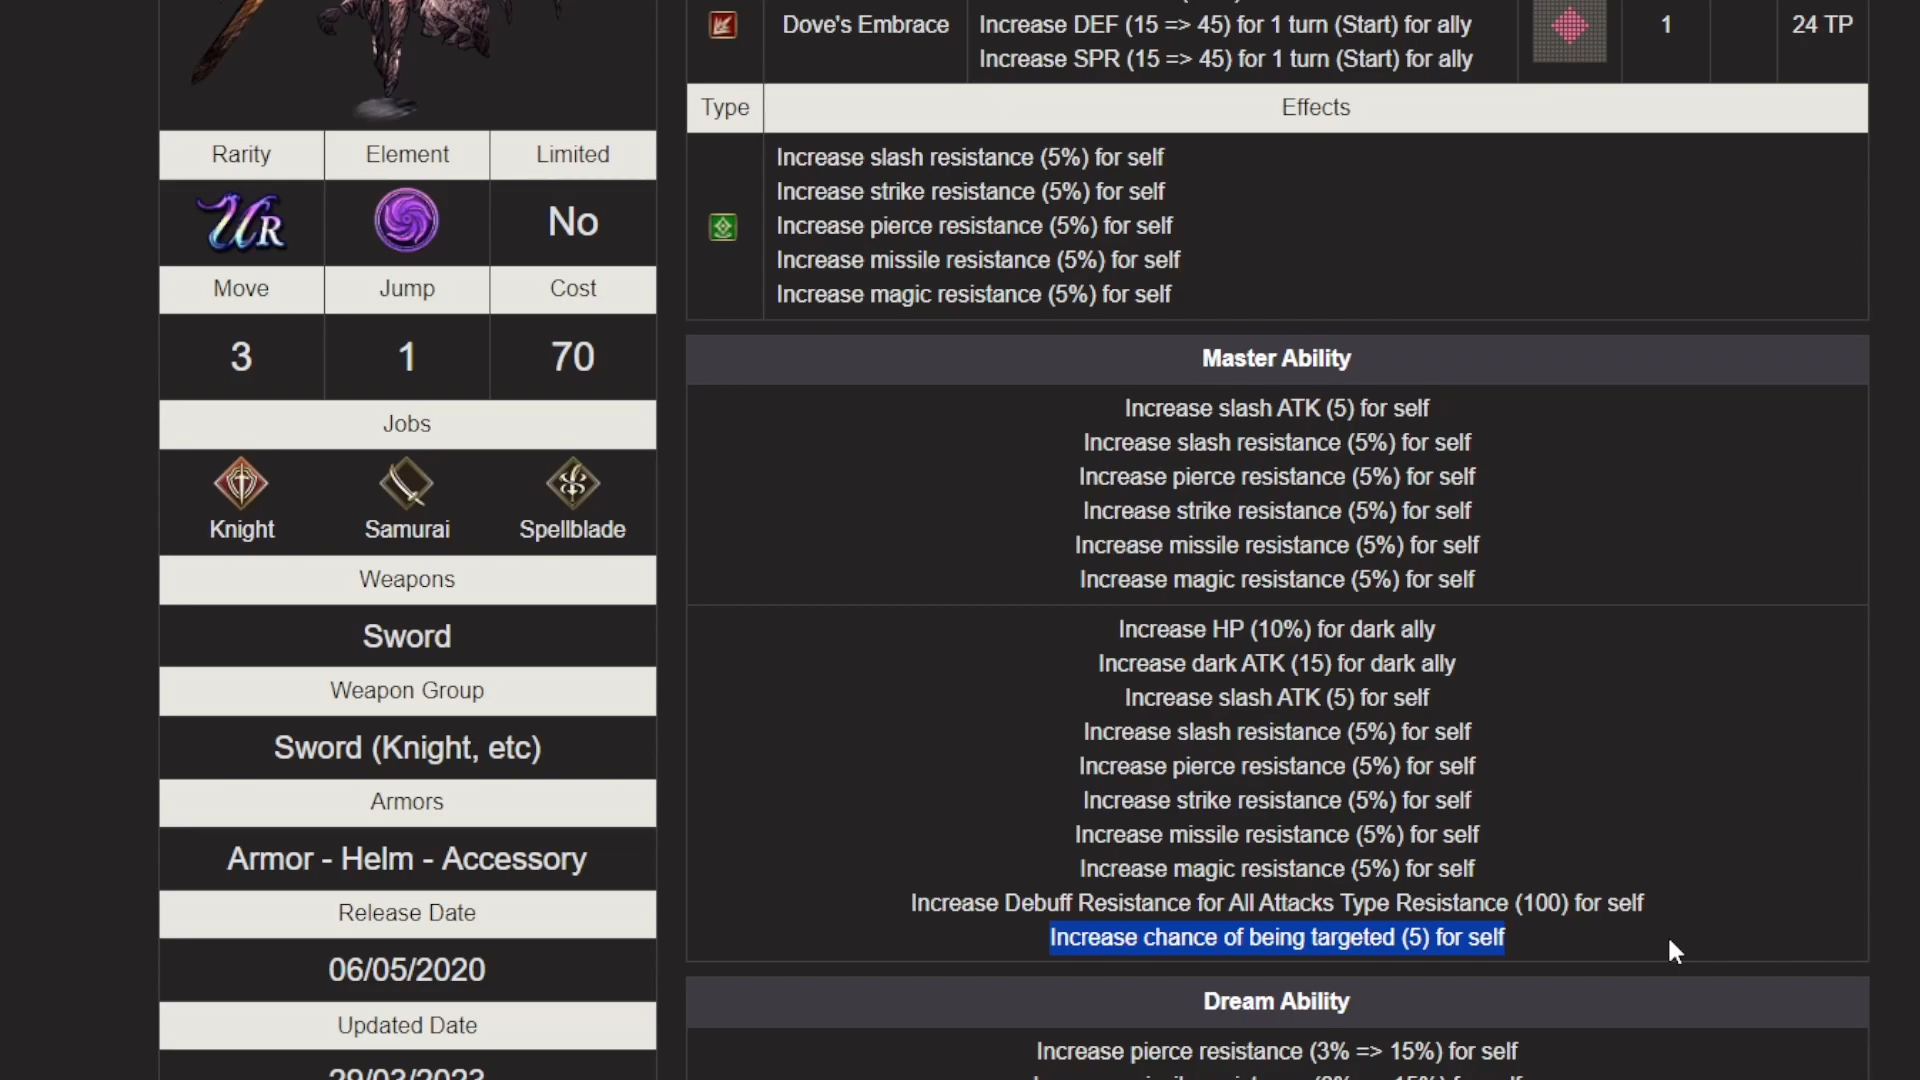 Rarity Element Limited
UR No
Move Jump Cost
3 1 70
Jobs
Knight Samurai Spellblade
Weapons
Sword
Weapon Group
Sword (Knight, etc)
Armors
Armor - Helm - Accessory
Release Date
06/05/2020
Updated Date
29/03/2023
Dove's Embrace
Increase DEF (15 => 45) for 1 turn (Start) for ally
Increase SPR (15 => 45) for 1 turn (Start) for ally
1
24 TP
Type Effects
Increase slash resistance (5%) for self
Increase strike resistance (5%) for self
Increase pierce resistance (5%) for self
Increase missile resistance (5%) for self
Increase magic resistance (5%) for self
Master Ability
Increase slash ATK (5) for self
Increase slash resistance (5%) for self
Increase pierce resistance (5%) for self
Increase strike resistance (5%) for self
Increase missile resistance (5%) for self
Increase magic resistance (5%) for self
Increase HP (10%) for dark ally
Increase dark ATK (15) for dark ally
Increase slash ATK (5) for self
Increase slash resistance (5%) for self
Increase pierce resistance (5%) for self
Increase strike resistance (5%) for self
Increase missile resistance (5%) for self
Increase magic resistance (5%) for self
Increase Debuff Resistance for All Attacks Type Resistance (100) for self
Increase chance of being targeted (5) for self
Dream Ability
Increase pierce resistance (3% => 15%) for self